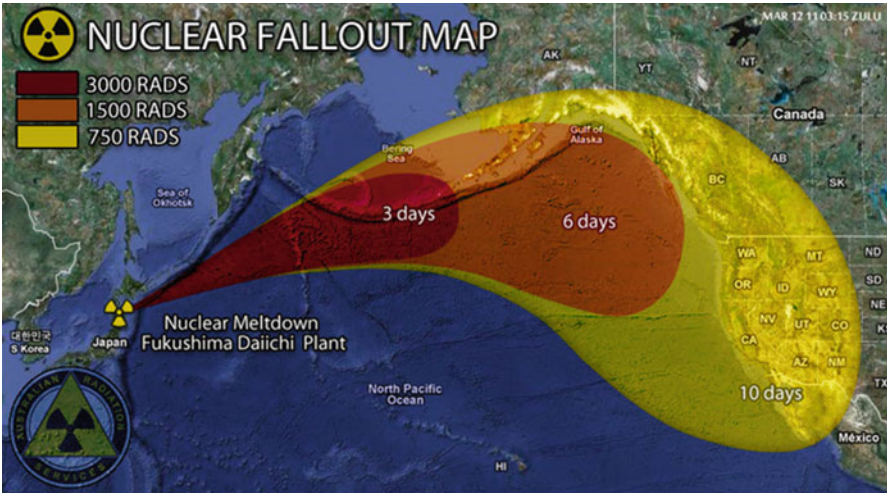 NUCLEAR FALLOUT MAP
MAR 12 11 03:15 ZULU
3000 RADS
1500 RADS
750 RADS
AK
YT
NT
Canada
Bering
Sea
Gulf of
Alaska
AB
BC
SK
Sea of
Okhotsk
3 days
6 days
WA
MT
ND
OR
ID
WY
SD
NE
NV
UT
CO
CA
AZ
NM
TX
대한민국
S Korea
Japan
Nuclear Meltdown
Fukushima Daiichi Plant
10 days
North Pacific
Ocean
HI
México
AUSTRALIAN RADIATION
SERVICES